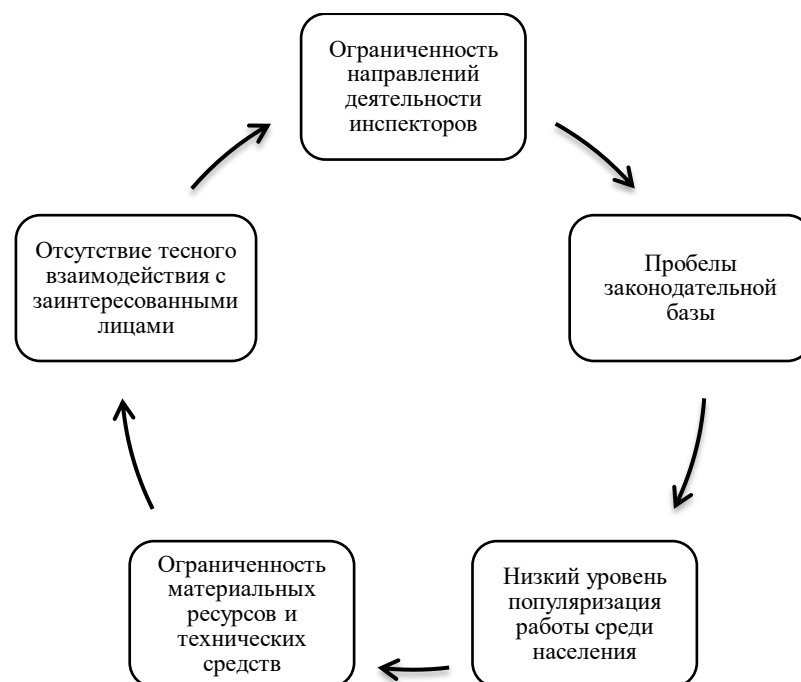 Ограниченность
направлений
деятельности
инспекторов
Пробелы
законодательной
базы
Низкий уровень
популяризация
работы среди
населения
Ограниченность
материальных
ресурсов и
технических
средств
Отсутствие тесного
взаимодействия с
заинтересованными
лицами